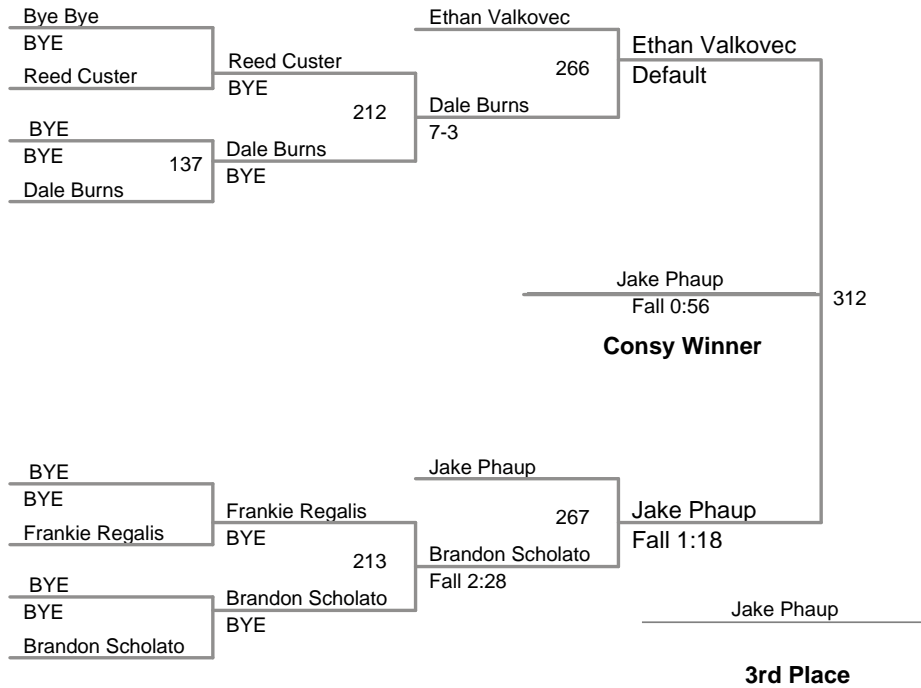 Bye Bye
BYE
Reed Custer
BYE
BYE
137
Dale Burns
Reed Custer
BYE
212
Dale Burns
BYE
Ethan Valkovec
266
Dale Burns
7-3
Ethan Valkovec
Default
Jake Phaup
Fall 0:56
312
Consy Winner
BYE
BYE
Frankie Regalis
BYE
BYE
Brandon Scholato
Frankie Regalis
BYE
213
Brandon Scholato
BYE
Jake Phaup
267
Brandon Scholato
Fall 2:28
Jake Phaup
Fall 1:18
Jake Phaup
3rd Place